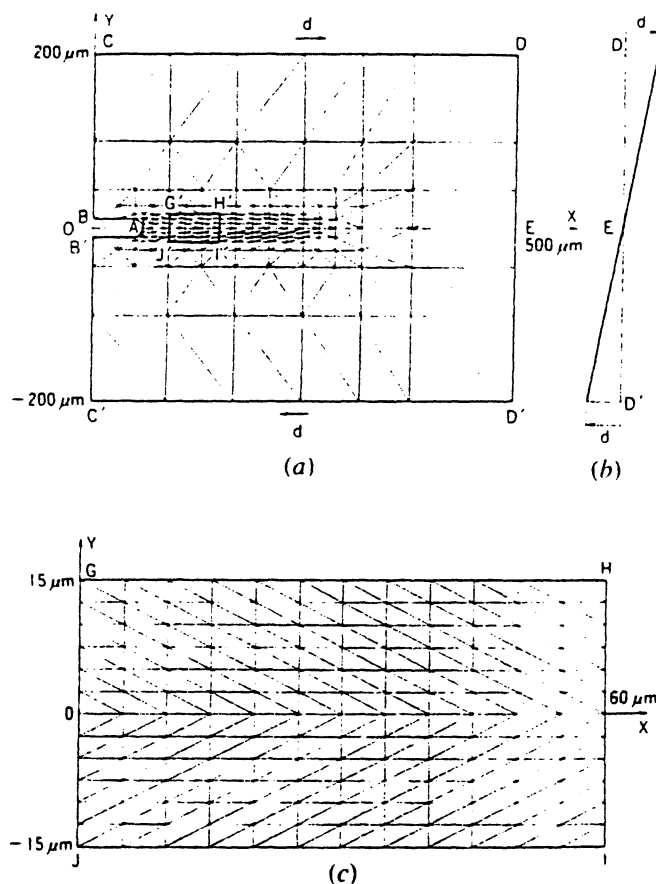 Y
C d D
200 μm
G' H'
B
O A E X
500 μm
B'
J' I'
-200 μm
C' d D'
(a)
d
D
E
D'
d
(b)
Y
G H
15 μm
0 60 μm
X
-15 μm
J I
(c)